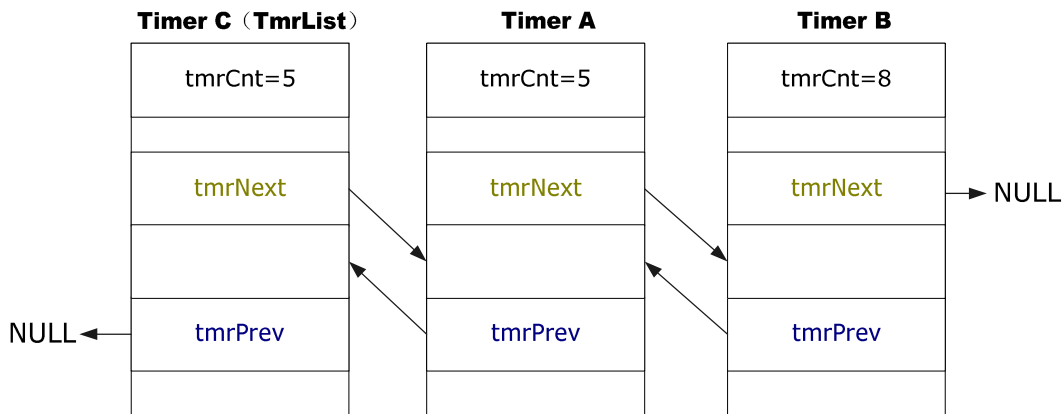 Timer C（TmrList） Timer A Timer B
tmrCnt=5 tmrCnt=5 tmrCnt=8
tmrNext tmrNext tmrNext NULL
NULL tmrPrev tmrPrev tmrPrev